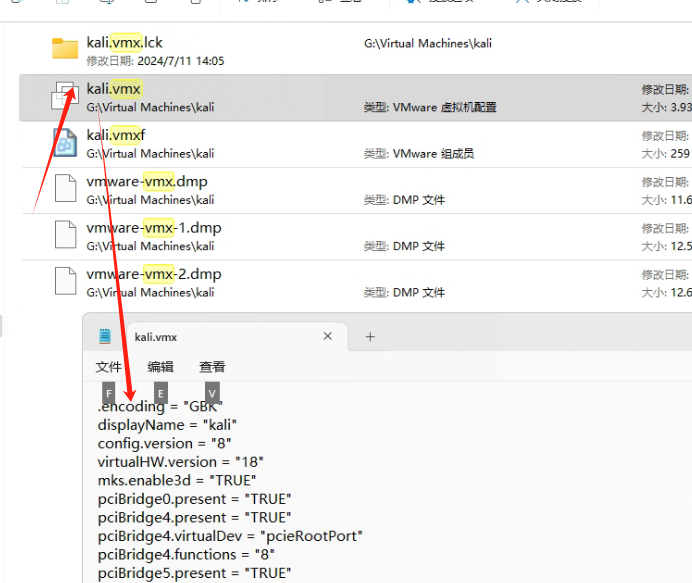 kali.vmx.lck
G:\Virtual Machines\kali
修改日期: 2024/7/11 14:05
kali.vmx
修改日期:
G:\Virtual Machines\kali
类型: VMware 虚拟机配置
大小: 3.93
kali.vmxf
修改日期:
G:\Virtual Machines\kali
类型: VMware 组成员
大小: 259
vmware-vmx.dmp
修改日期:
G:\Virtual Machines\kali
类型: DMP 文件
大小: 11.6
vmware-vmx-1.dmp
修改日期:
G:\Virtual Machines\kali
类型: DMP 文件
大小: 12.5
vmware-vmx-2.dmp
修改日期:
G:\Virtual Machines\kali
类型: DMP 文件
大小: 12.6
kali.vmx
文件 编辑 查看
F E V
.encoding = "GBK"
displayName = "kali"
config.version = "8"
virtualHW.version = "18"
mks.enable3d = "TRUE"
pciBridge0.present = "TRUE"
pciBridge4.present = "TRUE"
pciBridge4.virtualDev = "pcieRootPort"
pciBridge4.functions = "8"
pciBridge5.present = "TRUE"